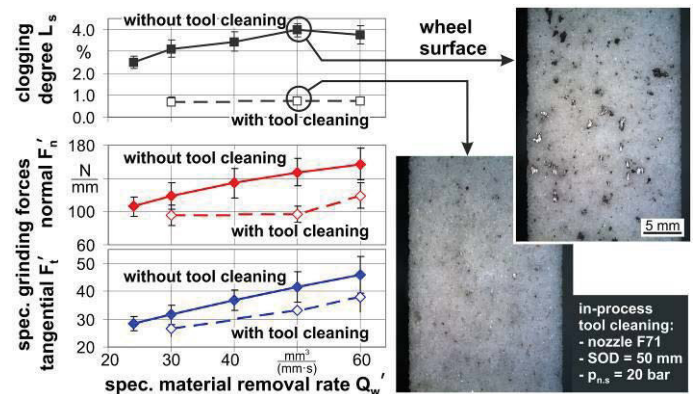 clogging
degree Lₛ
4.0
%
2.0
1.0
0.0
without tool cleaning
with tool cleaning
wheel
surface
spec. grinding forces
normal Fₙ′
180
N
mm
100
60
without tool cleaning
with tool cleaning
tangential Fₜ′
50
40
30
20
without tool cleaning
with tool cleaning
20
30
40
mm³
(mm·s)
60
spec. material removal rate Q_w′
5 mm
in-process
tool cleaning:
- nozzle F71
- SOD = 50 mm
- pₙ.ₛ = 20 bar